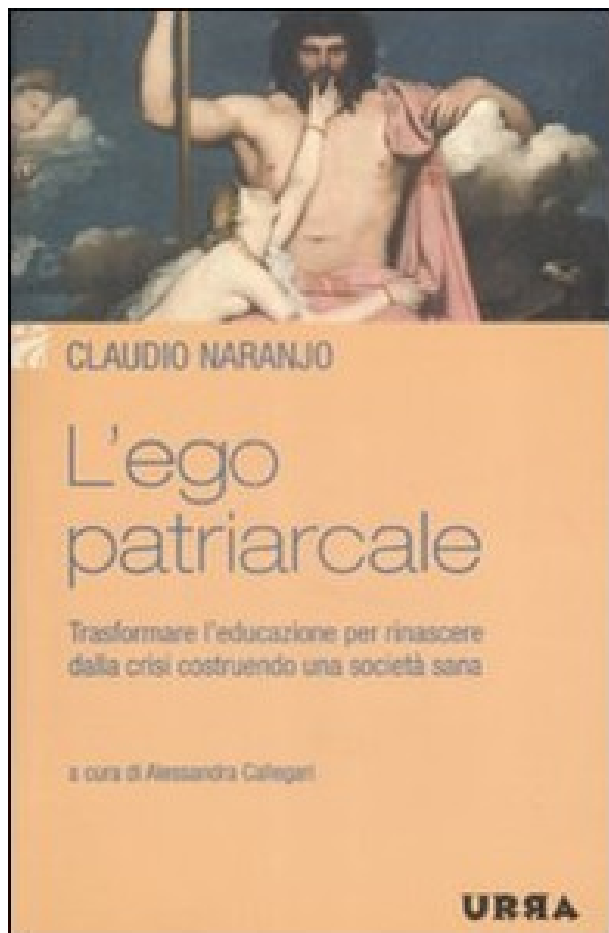 CLAUDIO NARANJO
L'ego
patriarcale
Trasformare l'educazione per rinascere
dalla crisi costruendo una società sana
a cura di Alessandra Callegari
URRA